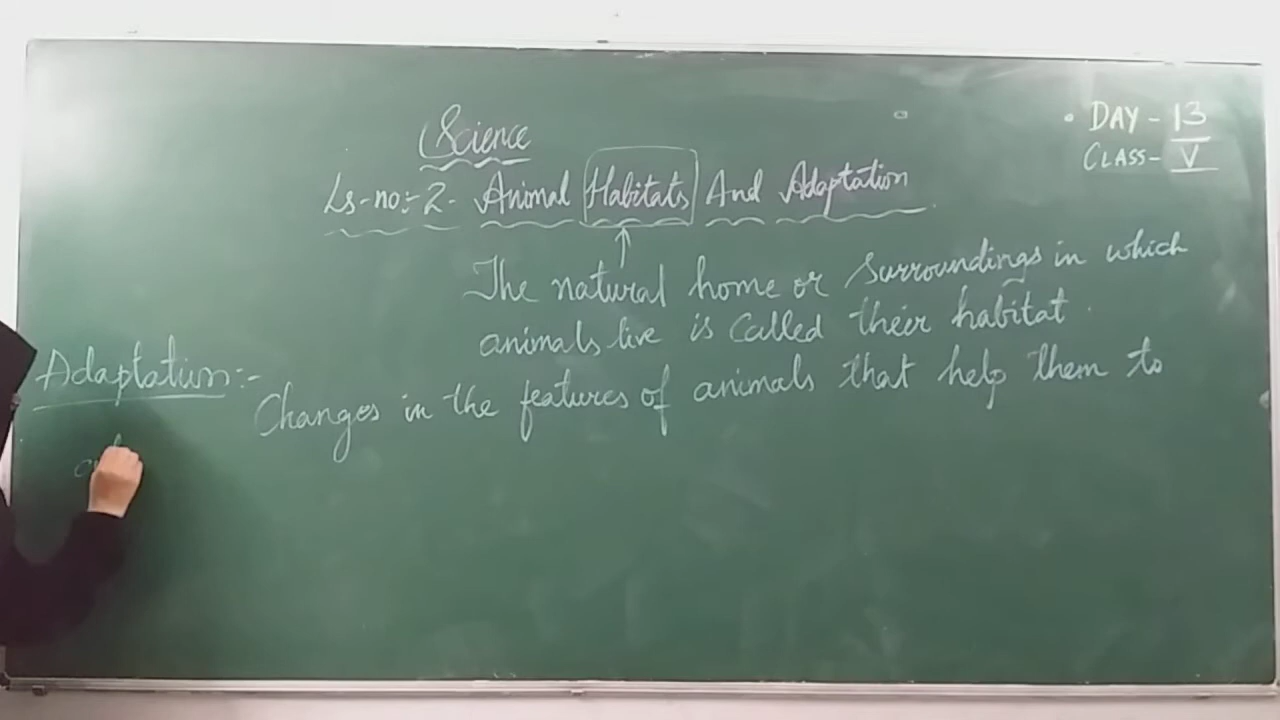 Science
DAY - 13
CLASS - V
Ls-no:- 2 - Animal Habitats And Adaptation
The natural home or surroundings in which
animals live is called their habitat.
Adaptation:-
Changes in the features of animals that help them to